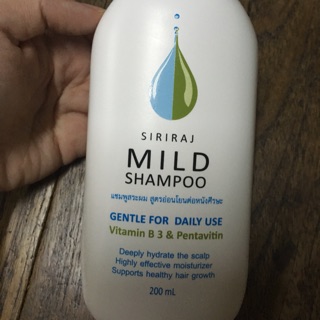 SIRIRAJ
MILD
SHAMPOO
แชมพูสระผม สูตรอ่อนโยนต่อหนังศีรษะ
GENTLE FOR DAILY USE
Vitamin B 3 & Pentavitin
Deeply hydrate the scalp
Highly effective moisturizer
Supports healthy hair growth
200 mL